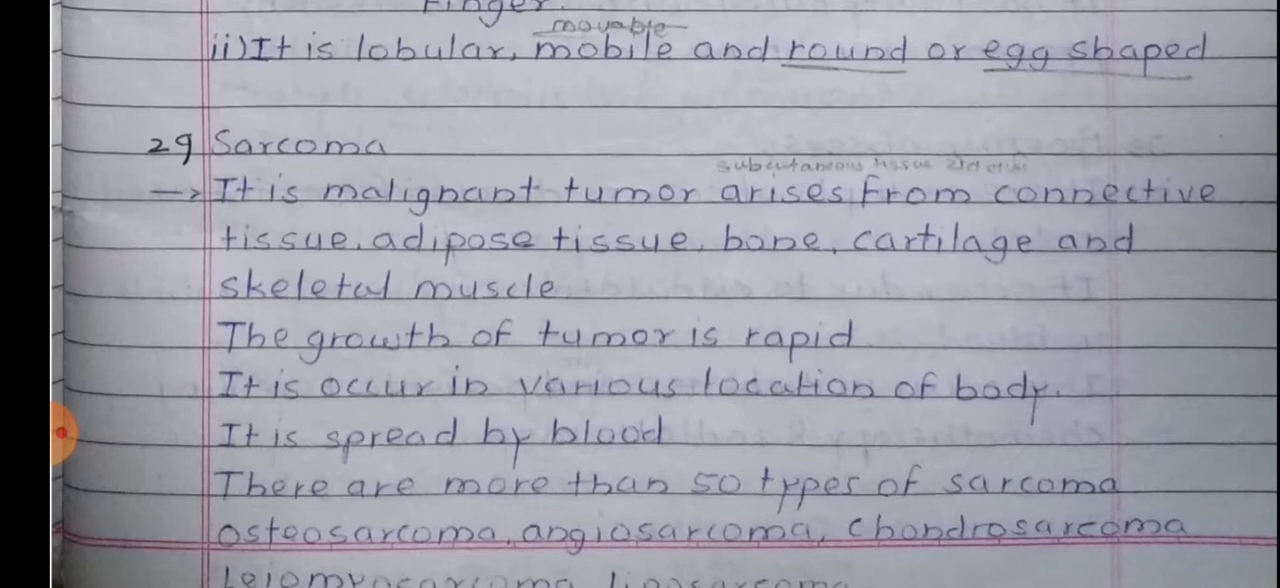 Finger.
movable
ii) It is lobular, mobile and round or egg shaped
29 Sarcoma
subcutaneous tissue
→ It is malignant tumor arises from connective
tissue, adipose tissue, bone, cartilage and
skeletal muscle
The growth of tumor is rapid
It is occur in various location of body.
It is spread by blood
There are more than 50 types of sarcoma
osteosarcoma, angiosarcoma, chondrosarcoma